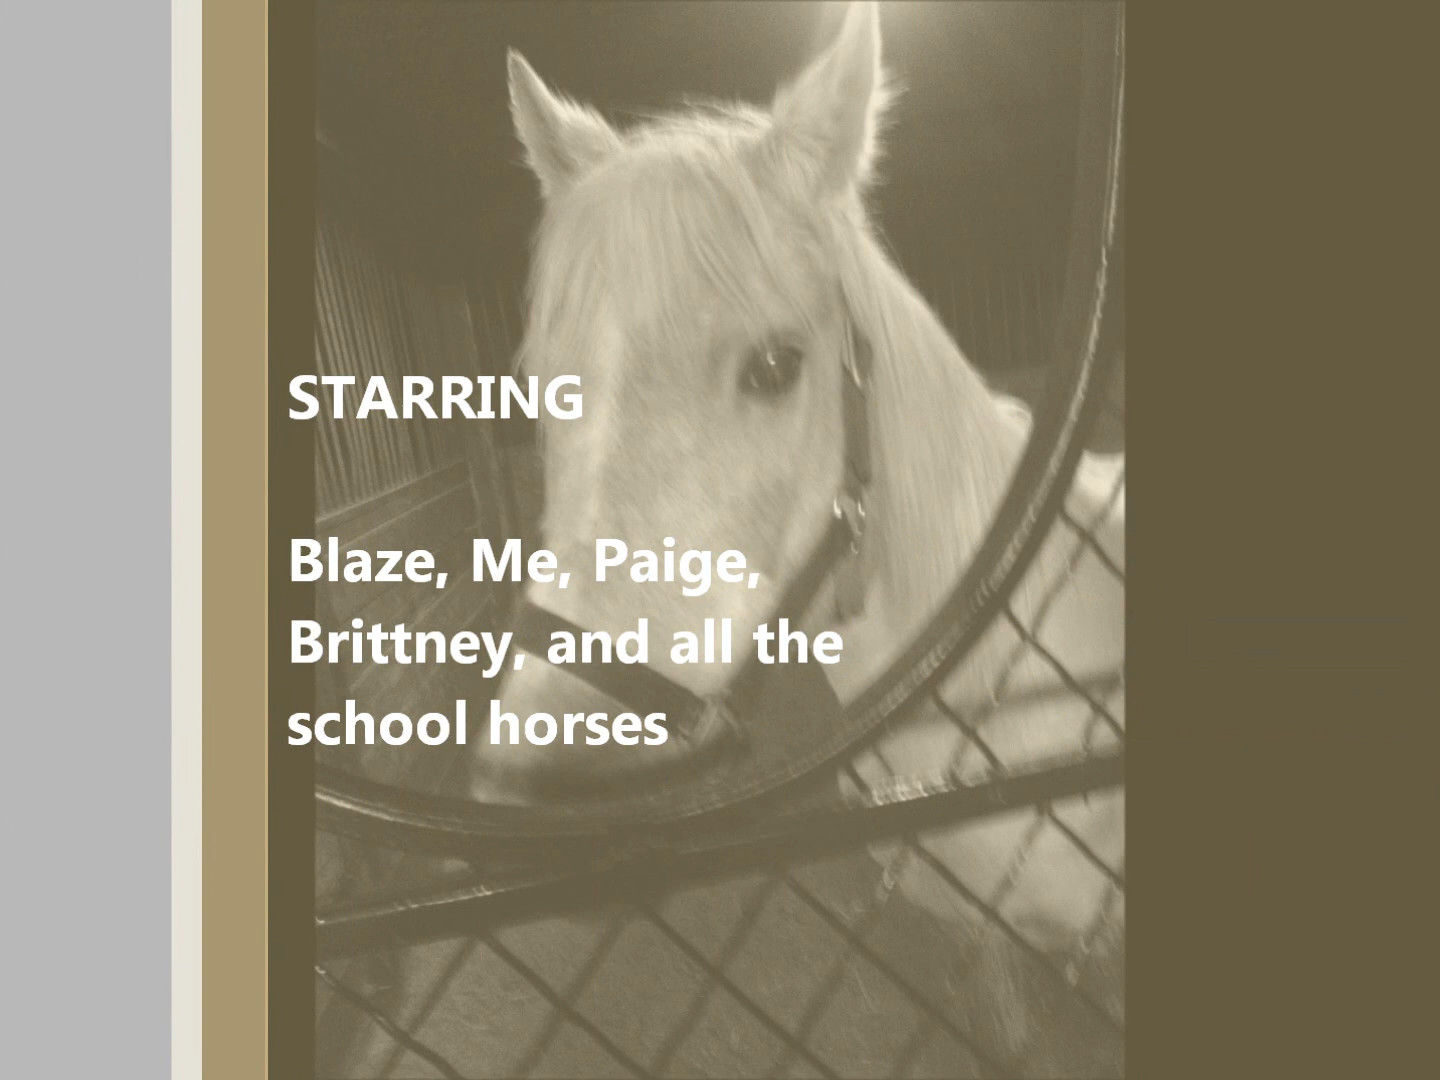 STARRING
Blaze, Me, Paige,
Brittney, and all the
school horses